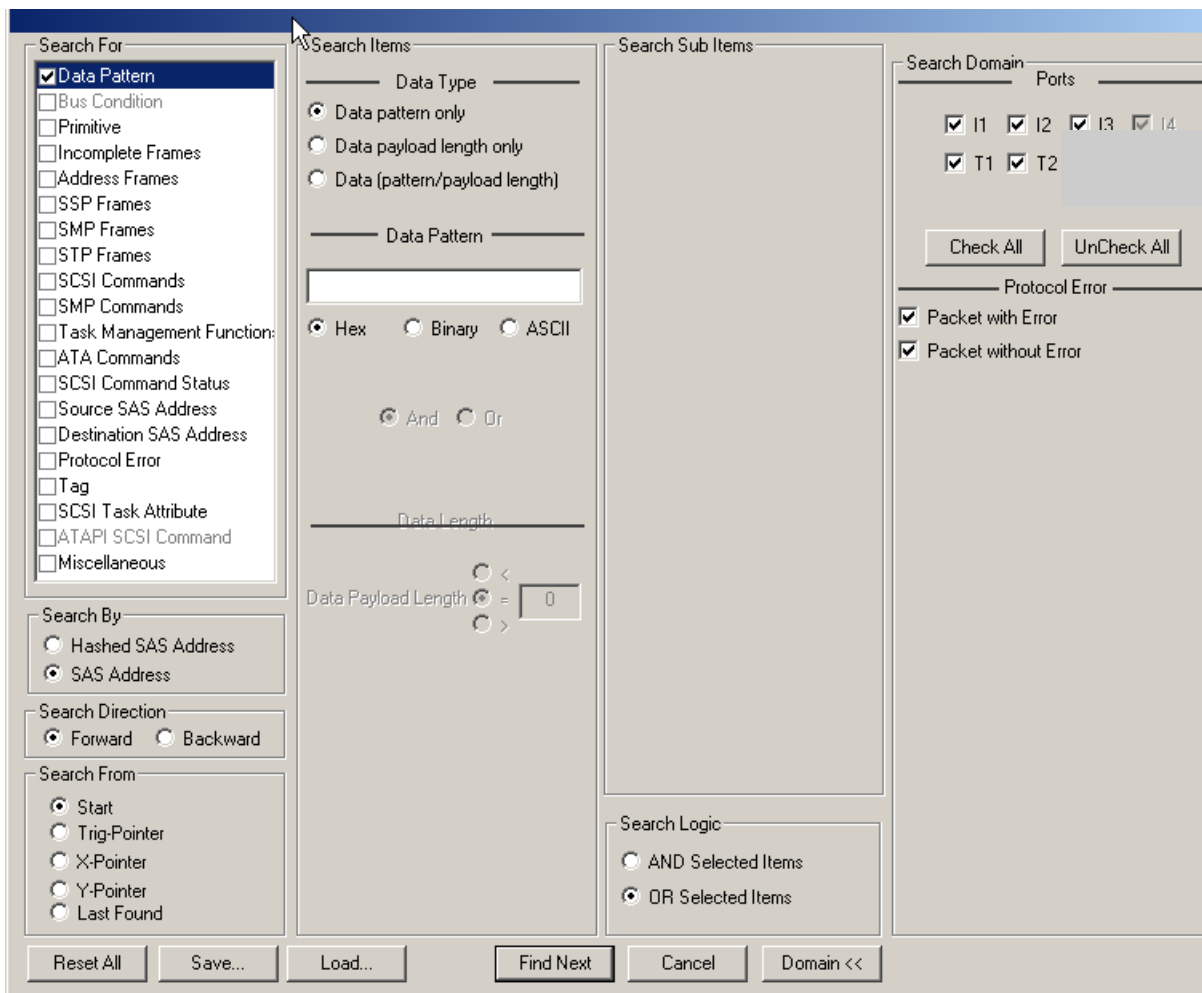 Search For
Data Pattern
Bus Condition
Primitive
Incomplete Frames
Address Frames
SSP Frames
SMP Frames
STP Frames
SCSI Commands
SMP Commands
Task Management Function:
ATA Commands
SCSI Command Status
Source SAS Address
Destination SAS Address
Protocol Error
Tag
SCSI Task Attribute
ATAPI SCSI Command
Miscellaneous
Search By
Hashed SAS Address
SAS Address
Search Direction
Forward Backward
Search From
Start
Trig-Pointer
X-Pointer
Y-Pointer
Last Found
Search Items
Data Type
Data pattern only
Data payload length only
Data (pattern/payload length)
Data Pattern
Hex Binary ASCII
And Or
Data Length
<
Data Payload Length = 0
>
Search Sub Items
Search Logic
AND Selected Items
OR Selected Items
Search Domain
Ports
I1 I2 I3 I4
T1 T2
Check All UnCheck All
Protocol Error
Packet with Error
Packet without Error
Reset All Save... Load... Find Next Cancel Domain <<